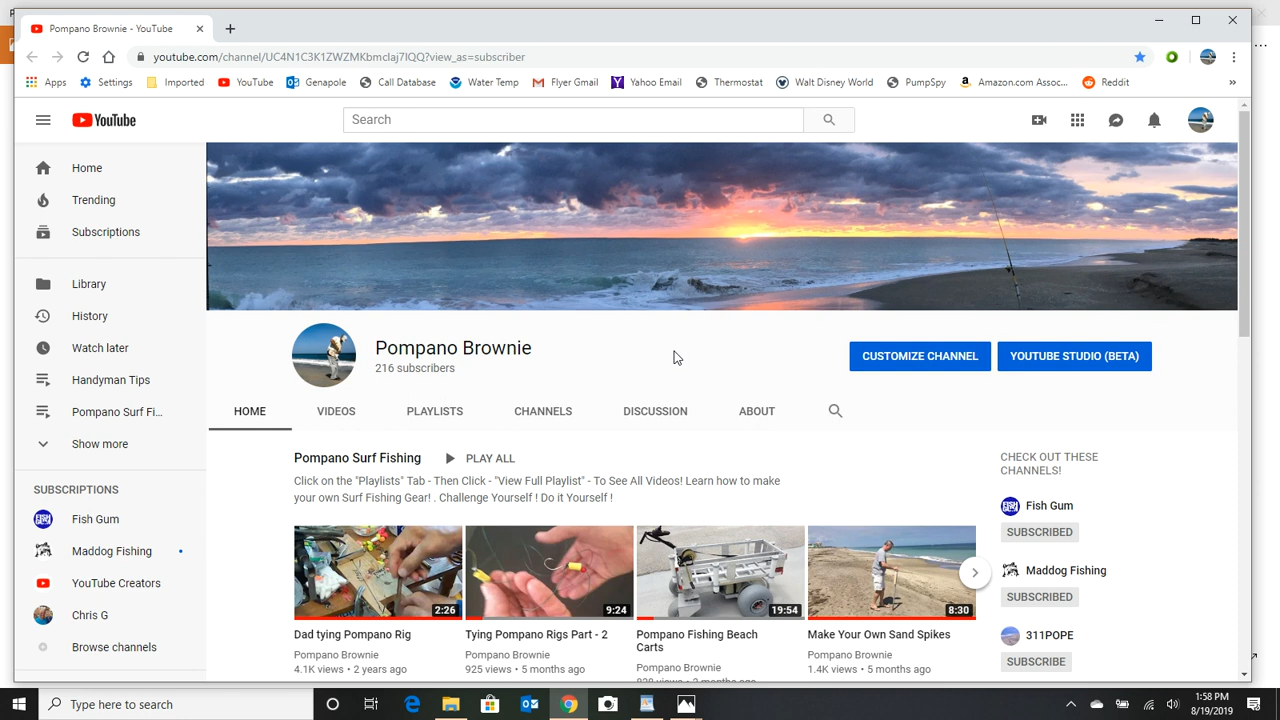 Pompano Brownie - YouTube
youtube.com/channel/UC4N1C3K1ZWZMKbmcIaj7IQQ?view_as=subscriber
Apps Settings Imported YouTube Genapole Call Database Water Temp Flyer Gmail Yahoo Email Thermostat Walt Disney World PumpSpy Amazon.com Assoc... Reddit »
YouTube
Search
Home
Trending
Subscriptions
Library
History
Watch later
Handyman Tips
Pompano Surf Fi...
Show more
SUBSCRIPTIONS
Fish Gum
Maddog Fishing
YouTube Creators
Chris G
Browse channels
Pompano Brownie
216 subscribers
CUSTOMIZE CHANNEL
YOUTUBE STUDIO (BETA)
HOME VIDEOS PLAYLISTS CHANNELS DISCUSSION ABOUT
Pompano Surf Fishing PLAY ALL
Click on the "Playlists" Tab - Then Click - "View Full Playlist" - To See All Videos! Learn how to make
your own Surf Fishing Gear! . Challenge Yourself ! Do it Yourself !
2:26
Dad tying Pompano Rig
Pompano Brownie
4.1K views • 2 years ago
9:24
Tying Pompano Rigs Part - 2
Pompano Brownie
925 views • 5 months ago
19:54
Pompano Fishing Beach
Carts
Pompano Brownie
8:30
Make Your Own Sand Spikes
Pompano Brownie
1.4K views • 5 months ago
CHECK OUT THESE
CHANNELS!
Fish Gum
SUBSCRIBED
Maddog Fishing
SUBSCRIBED
311POPE
SUBSCRIBE
Type here to search
1:58 PM
8/19/2019